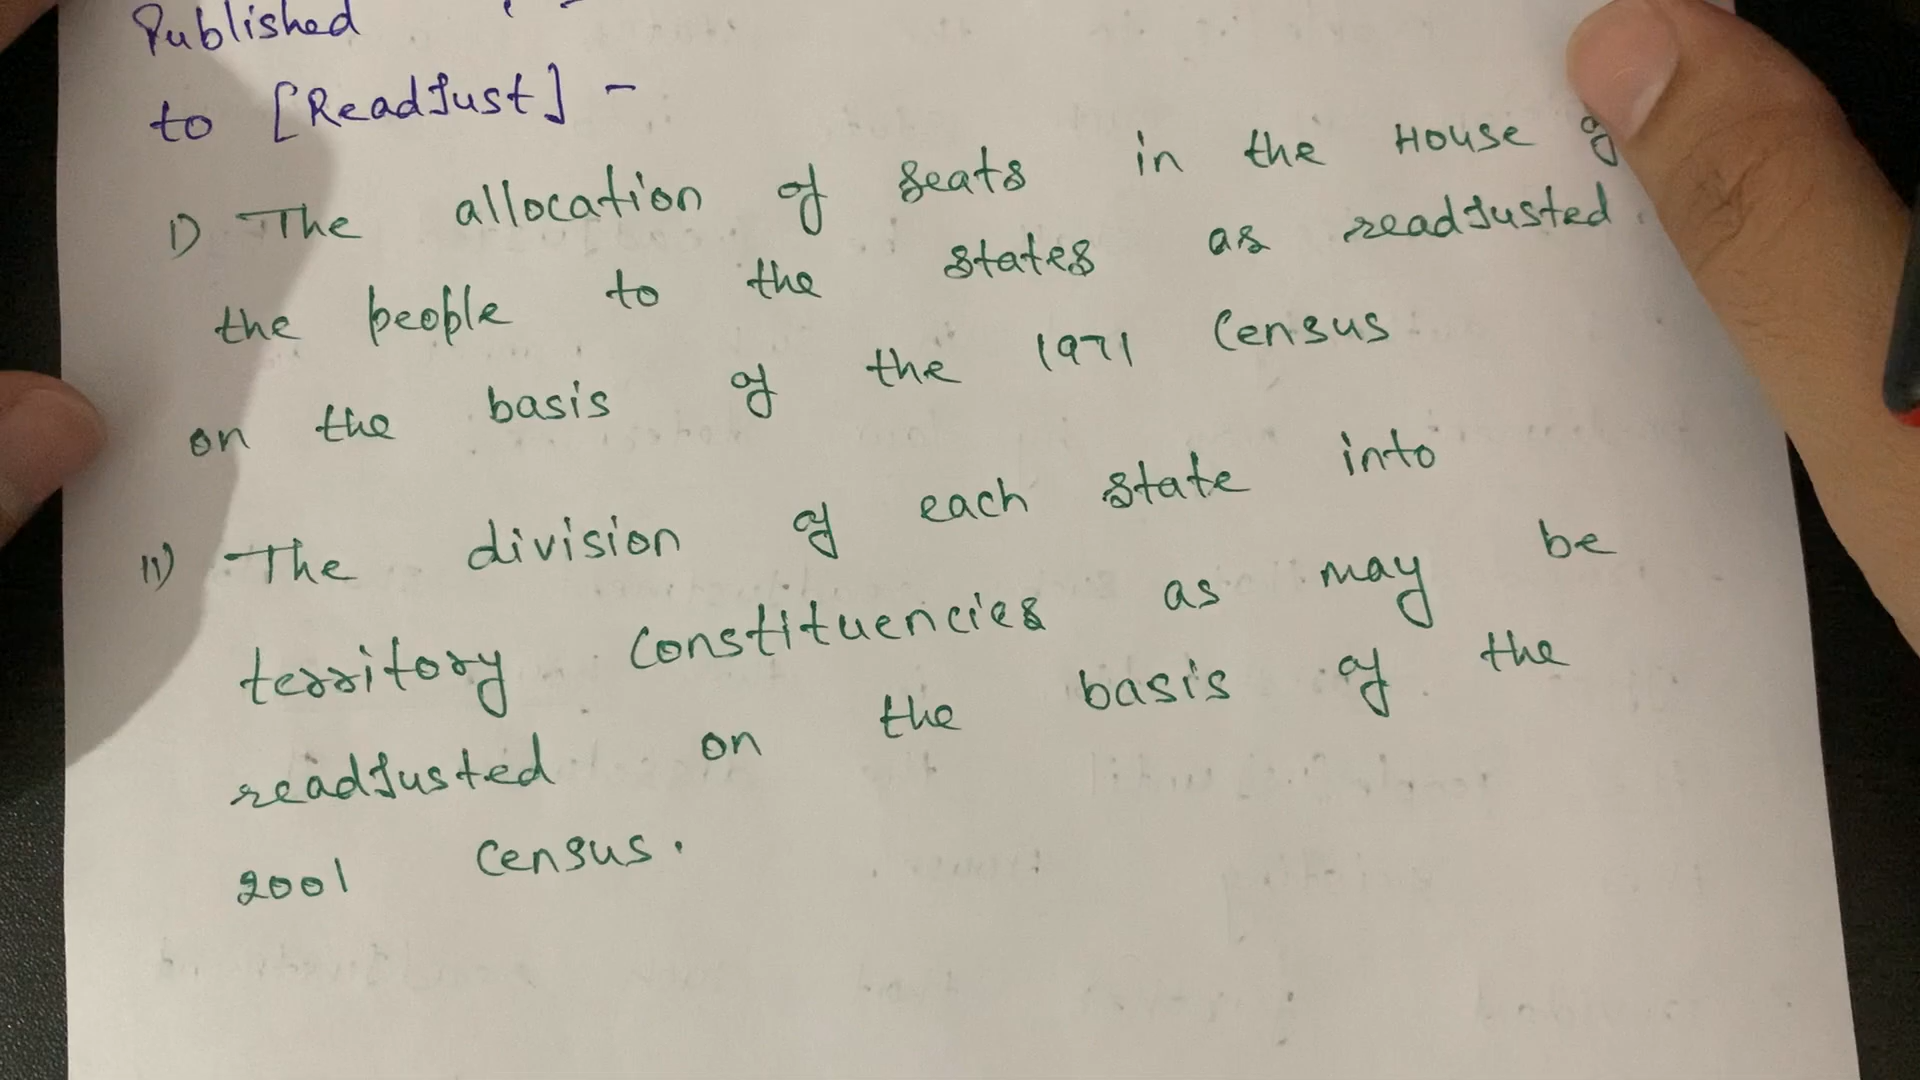 Published
to [ReadJust] -
1) The allocation of seats in the House of
the people to the states as readJusted
on the basis of the 1971 Census
11) The division of each state into
territory constituencies as may be
readJusted on the basis of the
2001 Census.